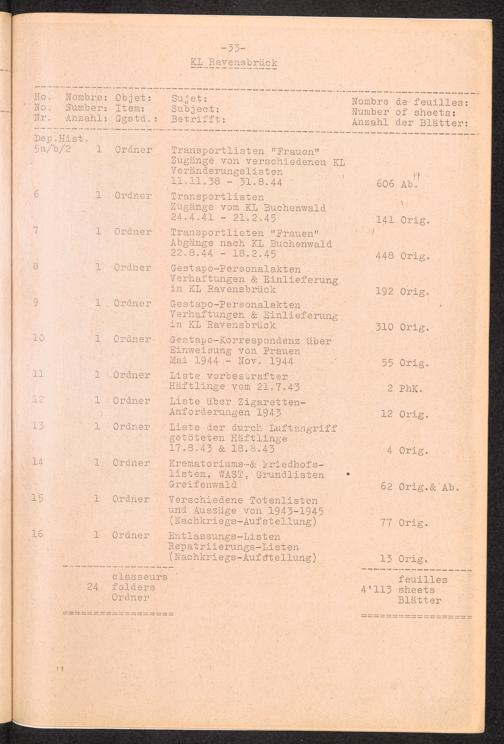 -33-
KL Ravensbrück
No. Nombre: Objet: Sujet: Nombre de feuilles:
No. Number: Item: Subject: Number of sheets:
Nr. Anzahl: Ggstd.: Betrifft: Anzahl der Blätter:
Dep.Hist.
5a/b/2 1 Ordner Transportlisten "Frauen"
Zugänge von verschiedenen KL
Veränderungslisten
11.11.38 - 31.8.44 606 Ab.
6 1 Ordner Transportlisten
Zugänge vom KL Buchenwald
24.4.41 - 21.2.45 141 Orig.
7 1 Ordner Transportlisten "Frauen"
Abgänge nach KL Buchenwald
22.8.44 - 18.2.45 448 Orig.
8 1 Ordner Gestapo-Personalakten
Verhaftungen & Einlieferung
in KL Ravensbrück 192 Orig.
9 1 Ordner Gestapo-Personalakten
Verhaftungen & Einlieferung
in KL Ravensbrück 310 Orig.
10 1 Ordner Gestapo-Korrespondenz über
Einweisung von Frauen
Mai 1944 - Nov. 1944 55 Orig.
11 1 Ordner Liste vorbestrafter
Häftlinge vom 21.7.43 2 PhK.
12 1 Ordner Liste über Zigaretten-
Anforderungen 1943 12 Orig.
13 1 Ordner Liste der durch Luftangriff
getöteten Häftlinge
17.8.43 & 18.8.43 4 Orig.
14 1 Ordner Krematoriums-& Friedhofs-
listen, WAST, Grundlisten
Greifenwald 62 Orig.& Ab.
15 1 Ordner Verschiedene Totenlisten
und Auszüge von 1943-1945
(Nachkriegs-Aufstellung) 77 Orig.
16 1 Ordner Entlassungs-Listen
Repatriierungs-Listen
(Nachkriegs-Aufstellung) 13 Orig.
classeurs feuilles
24 folders 4'113 sheets
Ordner Blätter